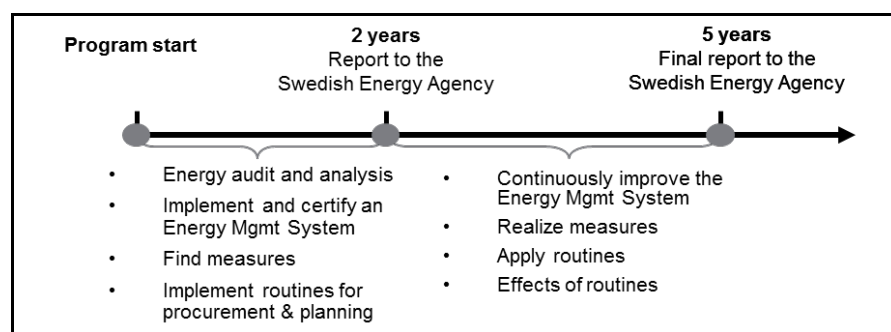 Program start
2 years
Report to the
Swedish Energy Agency
5 years
Final report to the
Swedish Energy Agency
• Energy audit and analysis
• Implement and certify an
Energy Mgmt System
• Find measures
• Implement routines for
procurement & planning
• Continuously improve the
Energy Mgmt System
• Realize measures
• Apply routines
• Effects of routines